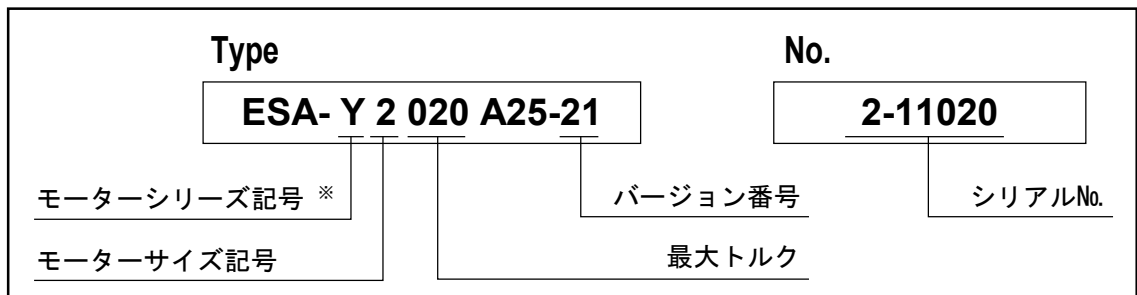 Type No.
ESA- Y 2 020 A25-21 2-11020
モーターシリーズ記号 ※ バージョン番号 シリアル№
モーターサイズ記号 最大トルク